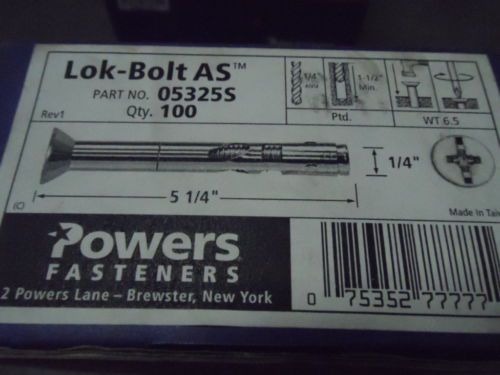 Lok-Bolt AS™
PART NO. 05325S
Rev1
Qty. 100
1/4"
1-1/2"
Min.
Ptd.
WT 6.5
1/4"
5 1/4"
(C)
Made in Tai
Powers
FASTENERS
2 Powers Lane – Brewster, New York
0 75352 77777